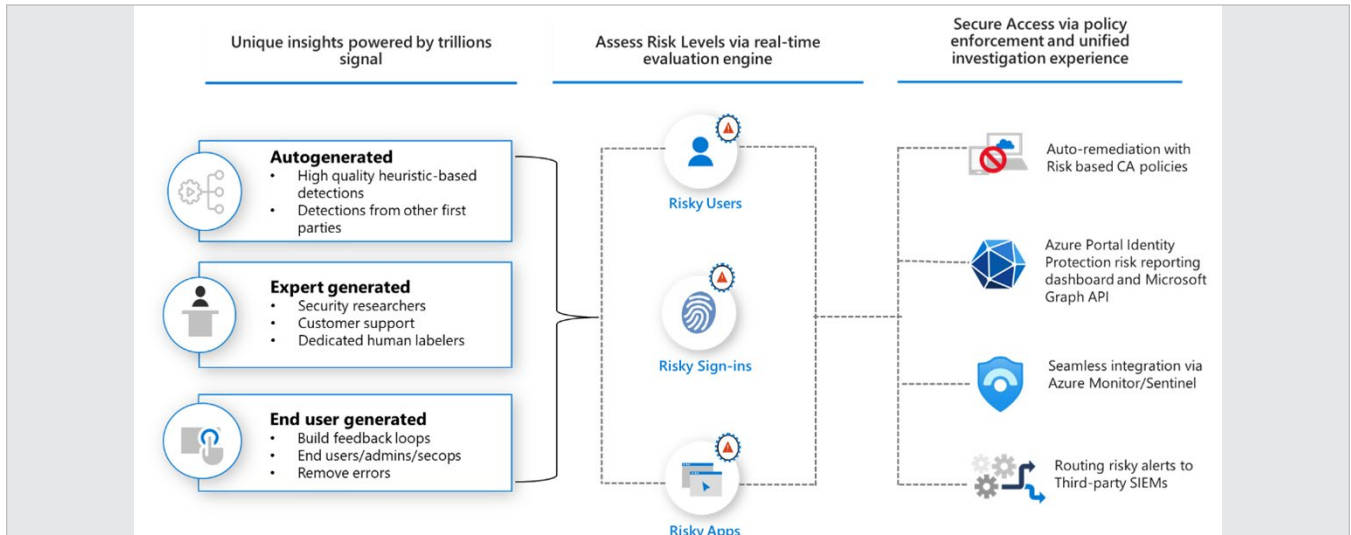 Unique insights powered by trillions
signal
Assess Risk Levels via real-time
evaluation engine
Secure Access via policy
enforcement and unified
investigation experience
Autogenerated
• High quality heuristic-based
detections
• Detections from other first
parties
Expert generated
• Security researchers
• Customer support
• Dedicated human labelers
End user generated
• Build feedback loops
• End users/admins/secops
• Remove errors
Risky Users
Risky Sign-ins
Risky Apps
Auto-remediation with
Risk based CA policies
Azure Portal Identity
Protection risk reporting
dashboard and Microsoft
Graph API
Seamless integration via
Azure Monitor/Sentinel
Routing risky alerts to
Third-party SIEMs